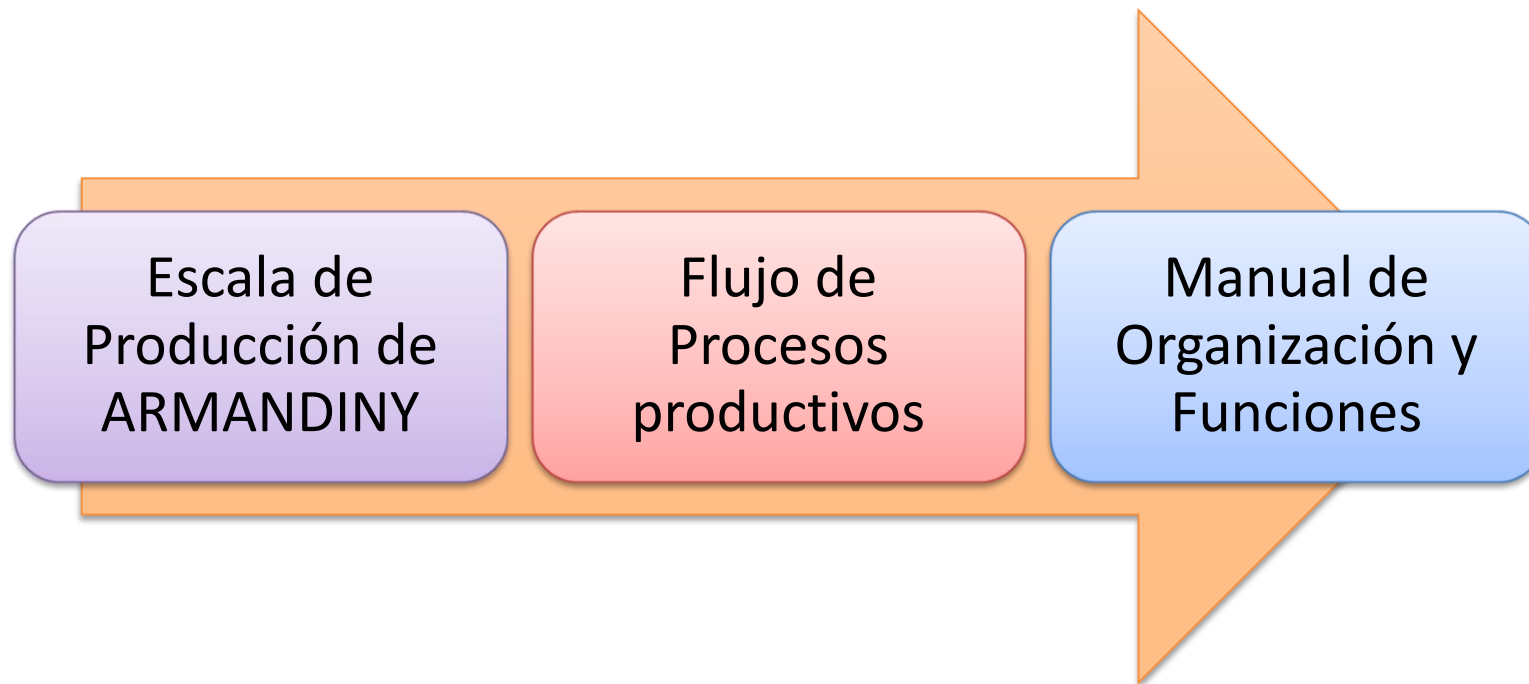 Escala de
Producción de
ARMANDINY
Flujo de
Procesos
productivos
Manual de
Organización y
Funciones